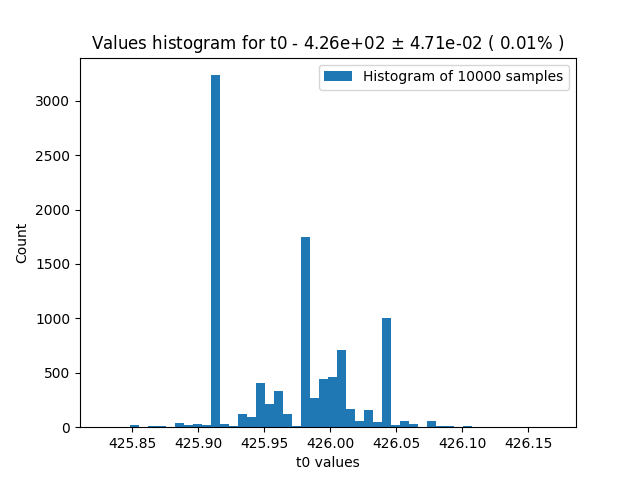 Values histogram for t0 - 4.26e+02 ± 4.71e-02 ( 0.01% )
Histogram of 10000 samples
3000
2500
2000
1500
1000
500
0
Count
425.85 425.90 425.95 426.00 426.05 426.10 426.15
t0 values